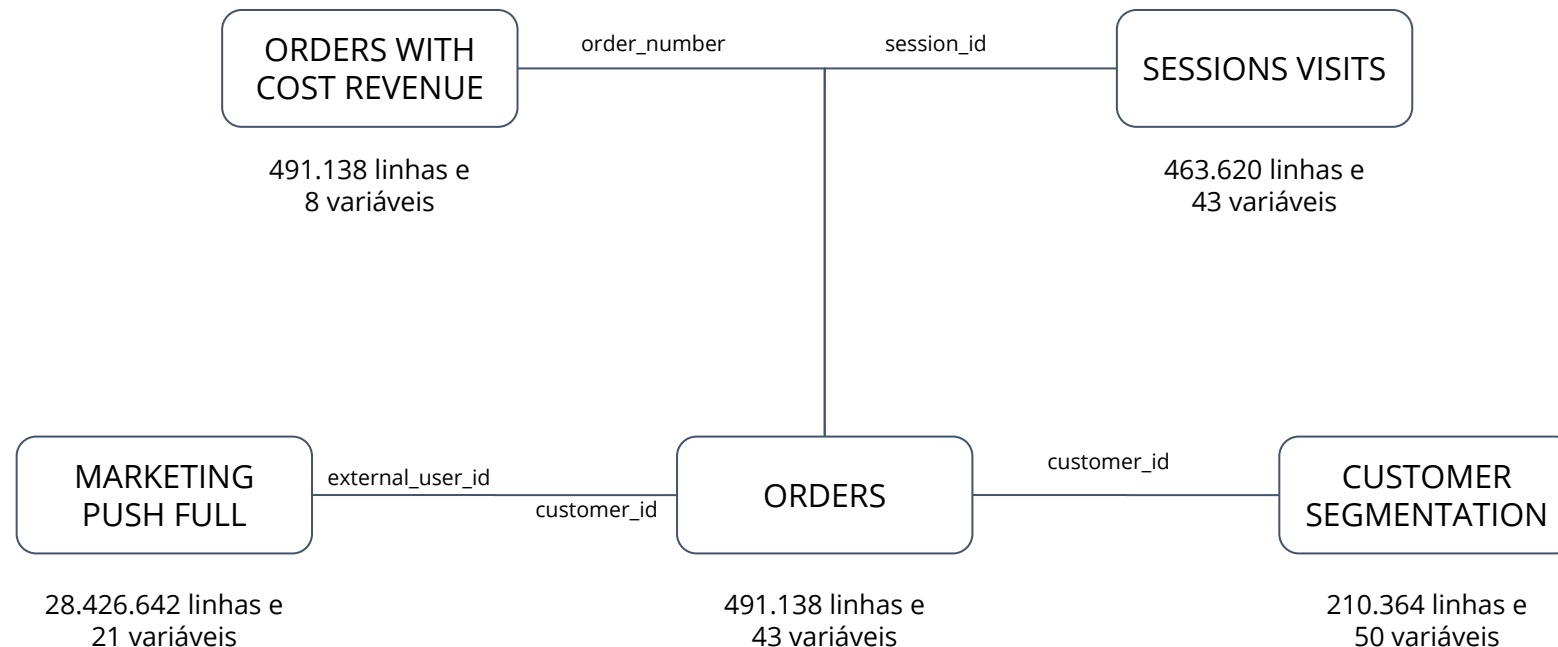 ORDERS WITH
COST REVENUE
order_number
session_id
SESSIONS VISITS
491.138 linhas e
8 variáveis
463.620 linhas e
43 variáveis
MARKETING
PUSH FULL
external_user_id
customer_id
ORDERS
customer_id
CUSTOMER
SEGMENTATION
28.426.642 linhas e
21 variáveis
491.138 linhas e
43 variáveis
210.364 linhas e
50 variáveis